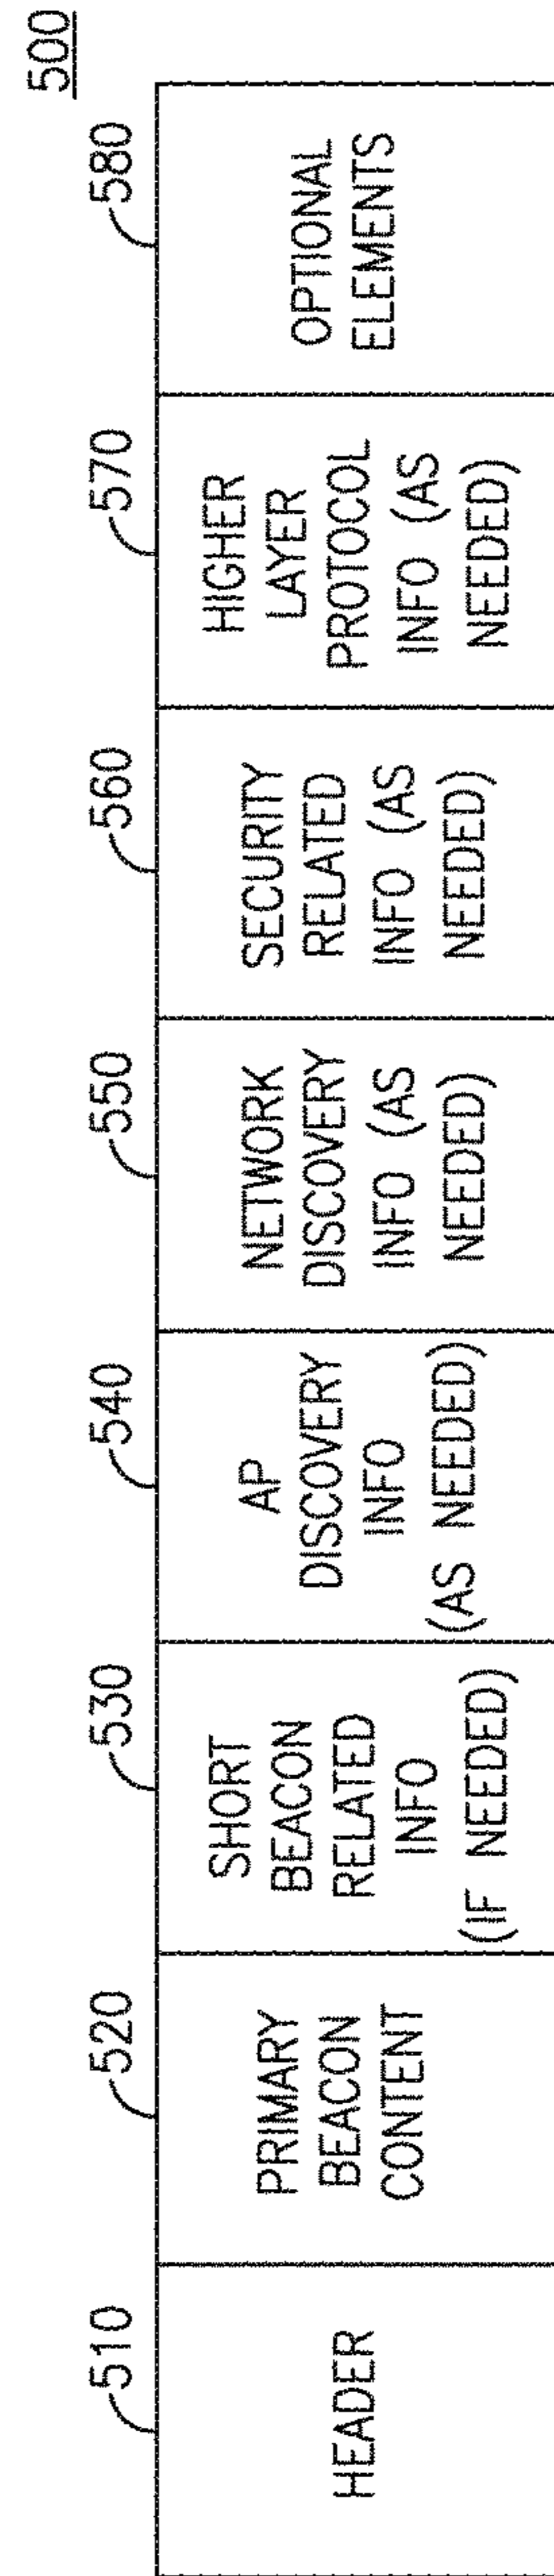 500
510
520
530
540
550
560
570
580
HEADER
PRIMARY
BEACON
CONTENT
SHORT
BEACON
RELATED
INFO
(IF NEEDED)
AP
DISCOVERY
INFO
(AS NEEDED)
NETWORK
DISCOVERY
INFO (AS
NEEDED)
SECURITY
RELATED
INFO (AS
NEEDED)
HIGHER
LAYER
PROTOCOL
INFO (AS
NEEDED)
OPTIONAL
ELEMENTS